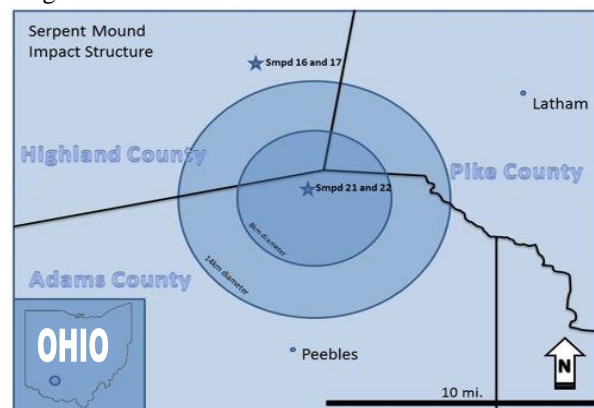 Serpent Mound
Impact Structure
Smpd 16 and 17
Latham
Highland County
Pike County
Smpd 21 and 22
8km diameter
14km diameter
Adams County
OHIO
Peebles
N
10 mi.